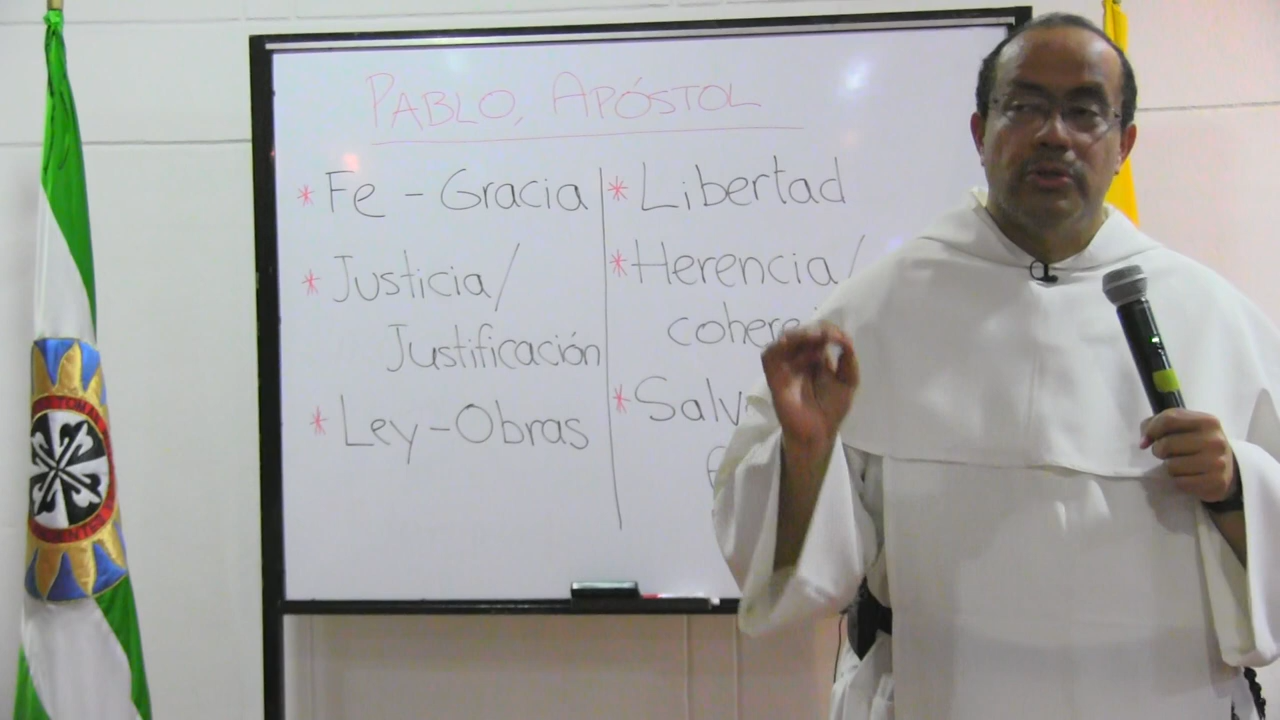 PABLO, APÓSTOL
* Fe - Gracia
* Justicia/
Justificación
* Ley - Obras
* Libertad
* Herencia/
*